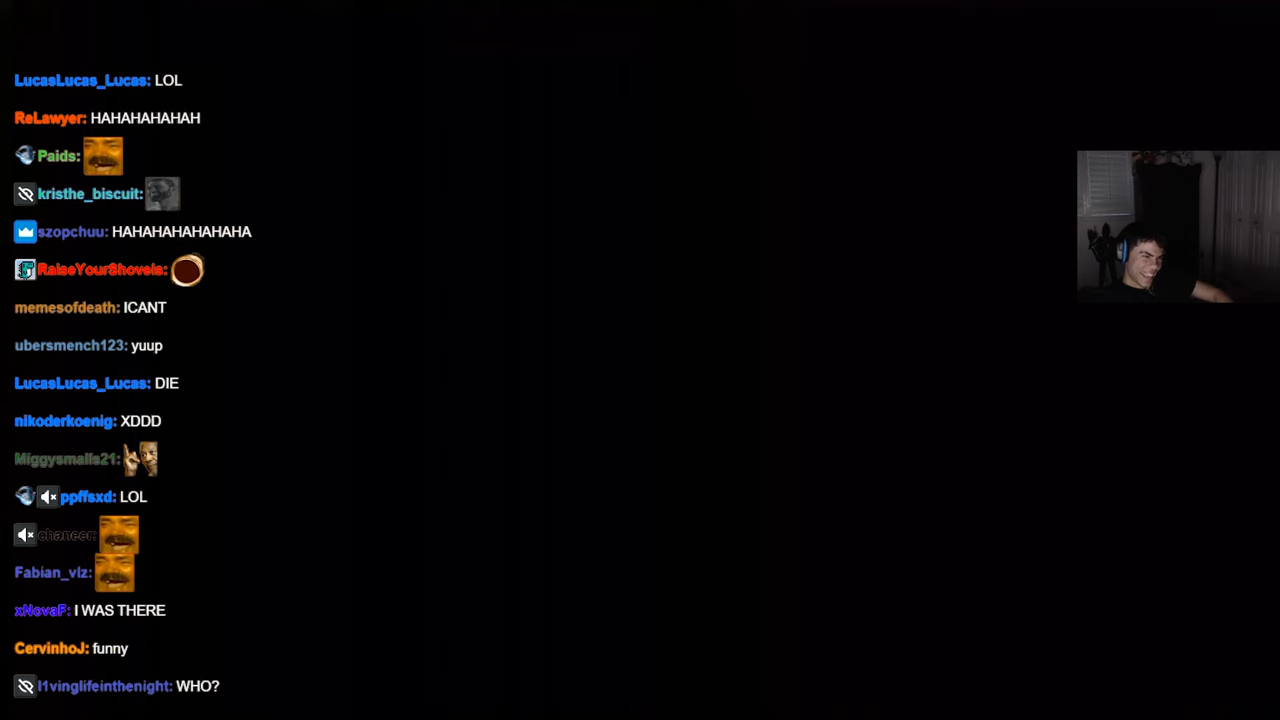 LucasLucas_Lucas: LOL
ReLawyer: HAHAHAHAHAH
Paids:
kristhe_biscuit:
szopchuu: HAHAHAHAHAHAHA
RaiseYourShovels:
memesofdeath: ICANT
ubersmench123: yuup
LucasLucas_Lucas: DIE
nikoderkoenig: XDDD
Miggysmalls21:
ppffsxd: LOL
chaneer:
Fabian_vlz:
xNovaF: I WAS THERE
CervinhoJ: funny
l1vinglifeinthenight: WHO?